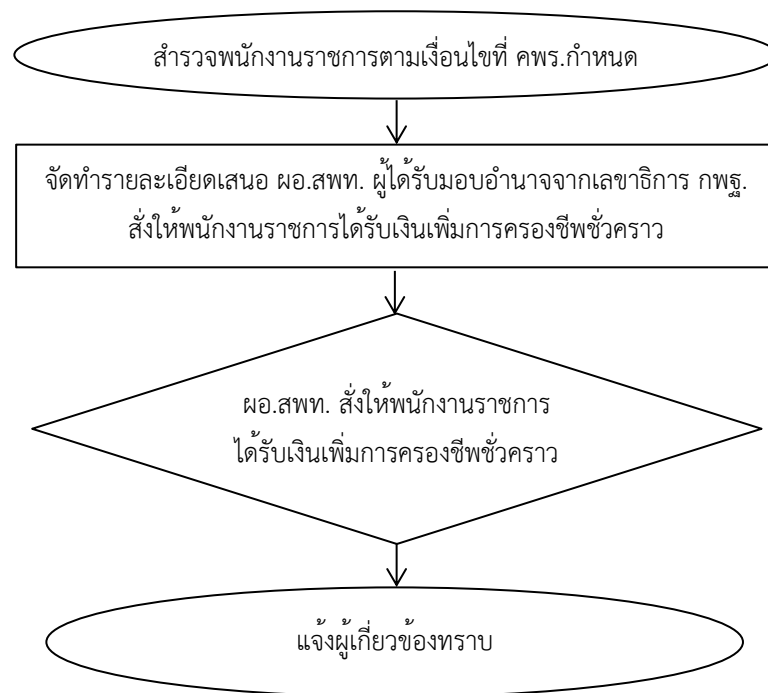 สำรวจพนักงานราชการตามเงื่อนไขที่ คพร.กำหนด
จัดทำรายละเอียดเสนอ ผอ.สพท. ผู้ได้รับมอบอำนาจจากเลขาธิการ กพฐ.
สั่งให้พนักงานราชการได้รับเงินเพิ่มการครองชีพชั่วคราว
ผอ.สพท. สั่งให้พนักงานราชการ
ได้รับเงินเพิ่มการครองชีพชั่วคราว
แจ้งผู้เกี่ยวข้องทราบ